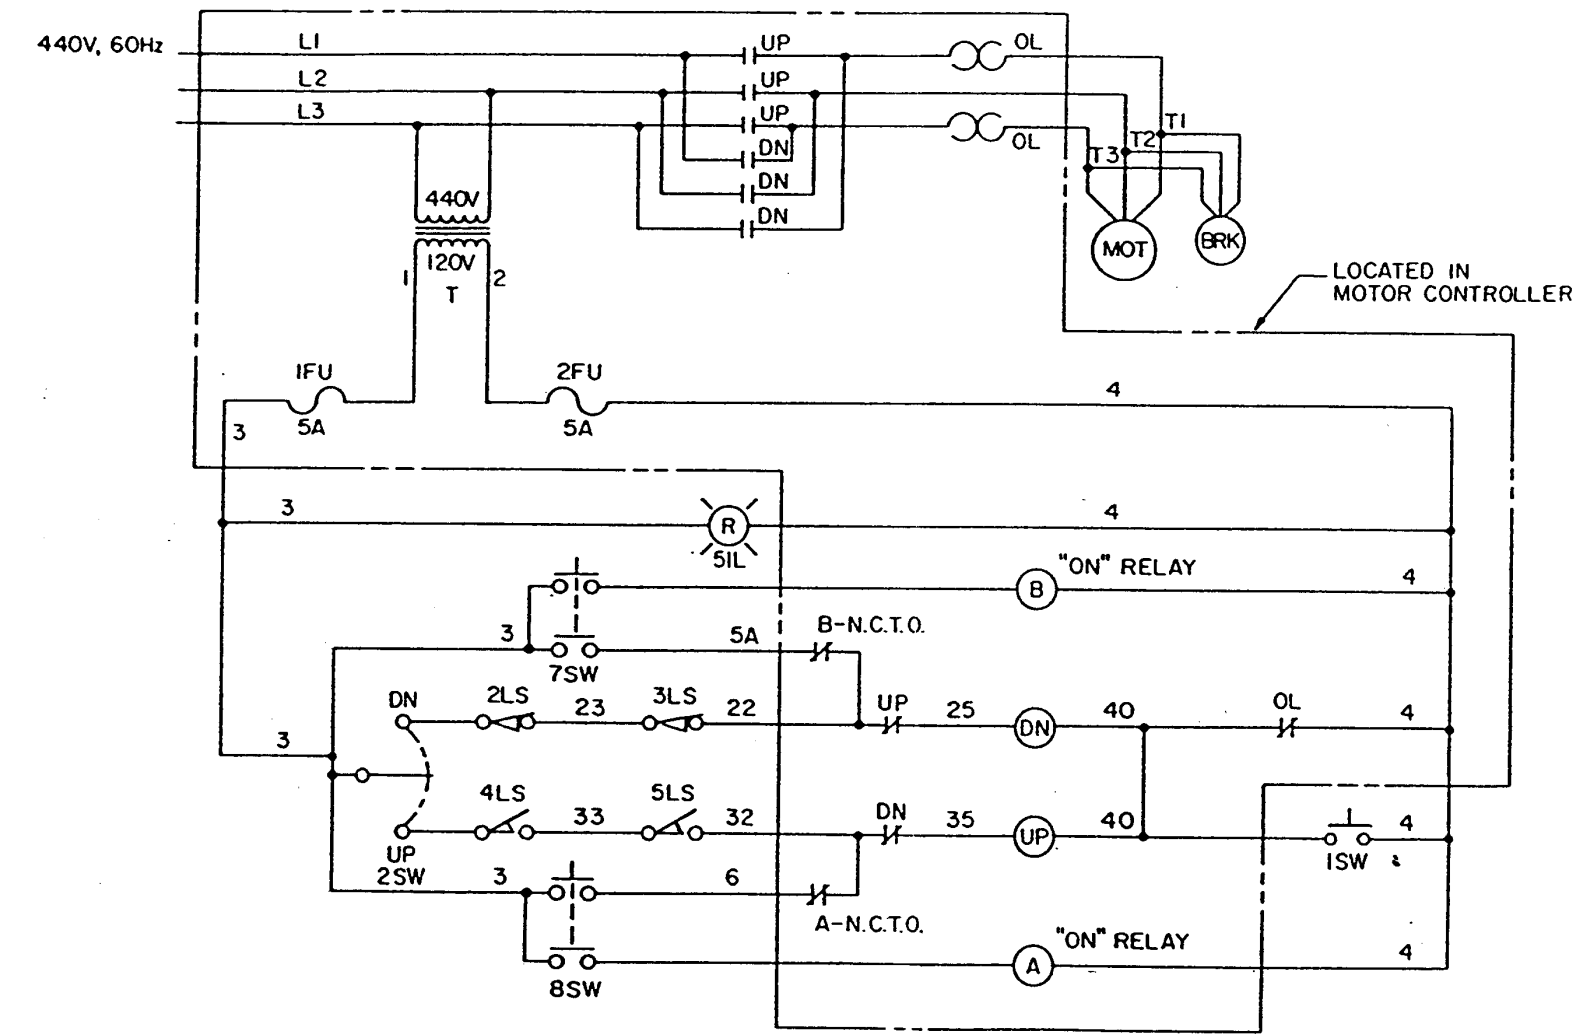 440V, 60Hz
L1
UP
OL
L2
UP
L3
UP
OL
T1
T2
T3
DN
DN
DN
440V
120V
1
2
T
MOT
BRK
LOCATED IN
MOTOR CONTROLLER
1FU
5A
2FU
5A
4
3
3
R
51L
4
"ON" RELAY
B
4
3
7SW
5A
B-N.C.T.O.
DN
2LS
23
3LS
22
UP
25
DN
40
OL
4
3
4LS
33
5LS
32
DN
35
UP
40
4
1SW
UP
2SW
3
6
A-N.C.T.O.
"ON" RELAY
8SW
A
4